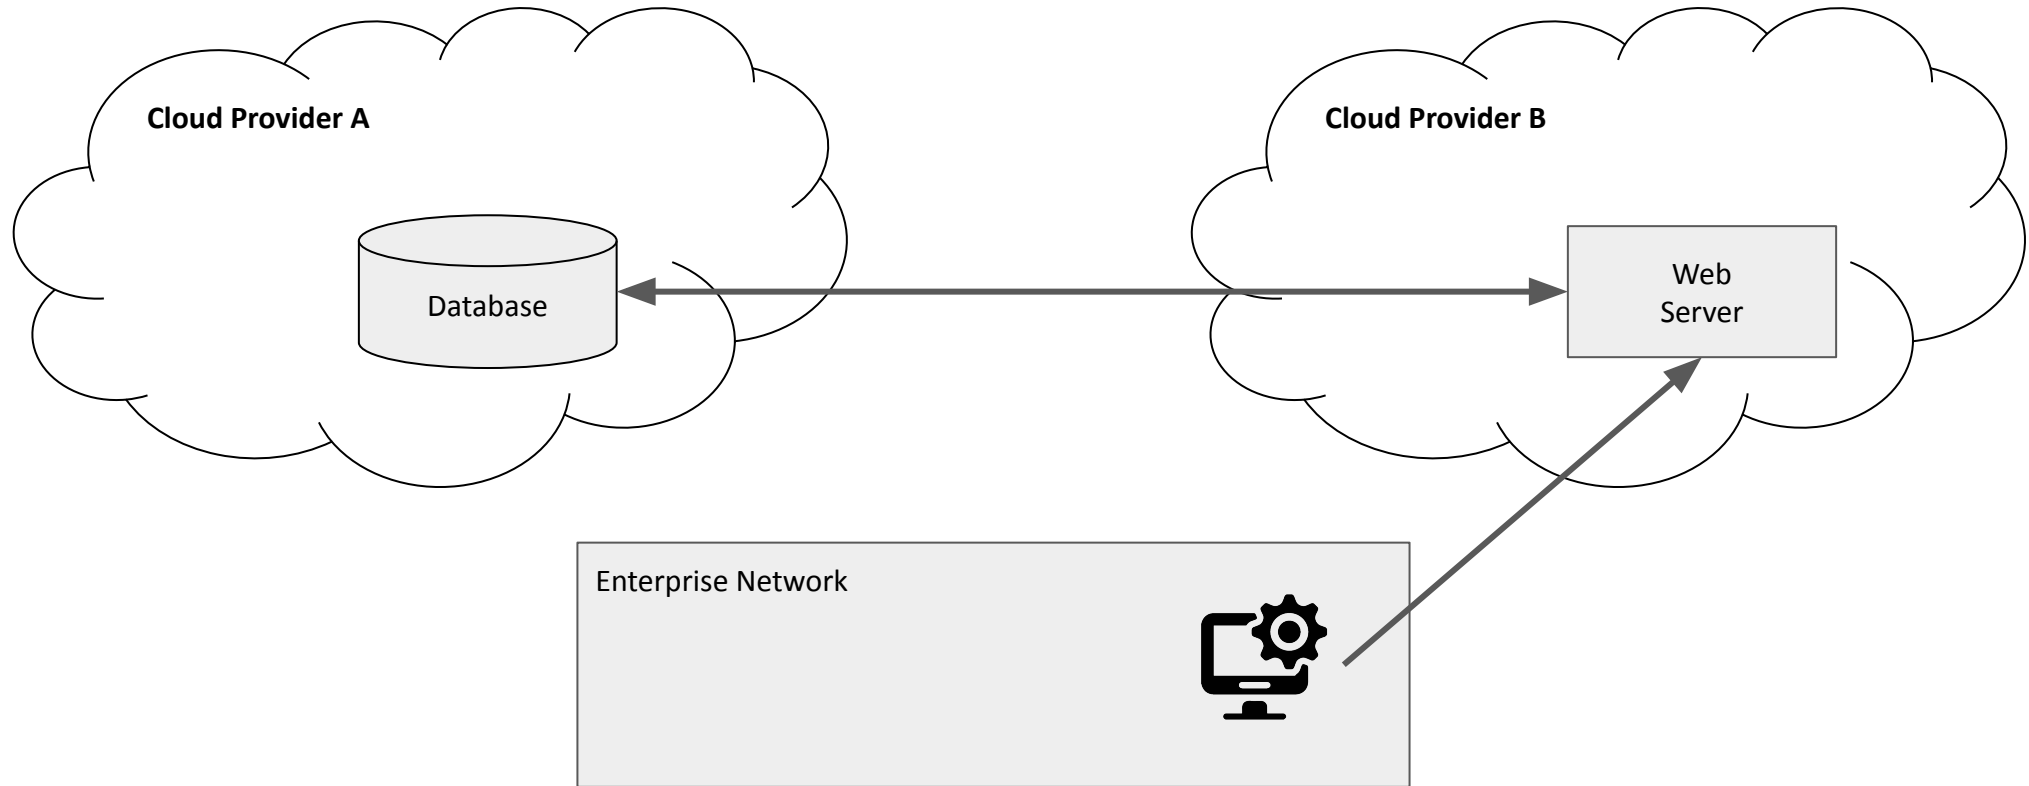 Cloud Provider A
Cloud Provider B
Database
Web
Server
Enterprise Network